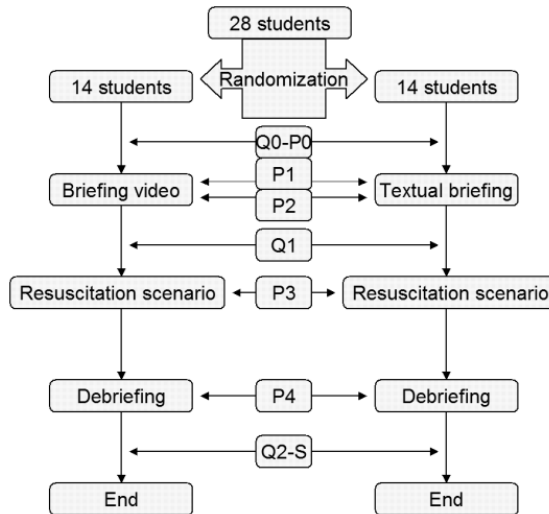 28 students
Randomization
14 students
14 students
Q0-P0
P1
Briefing video
Textual briefing
P2
Q1
Resuscitation scenario
P3
Resuscitation scenario
Debriefing
P4
Debriefing
Q2-S
End
End